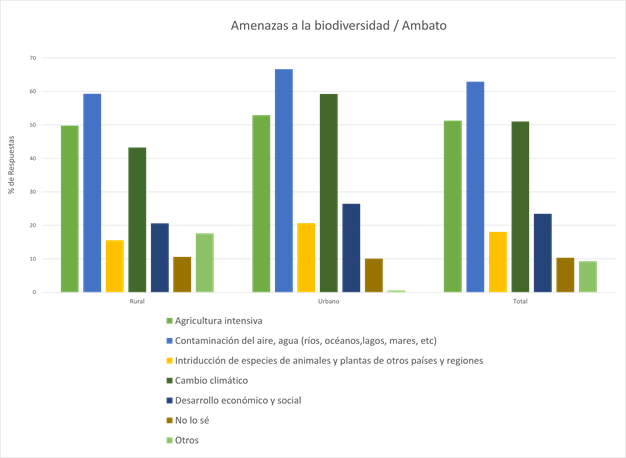 Amenazas a la biodiversidad / Ambato
70
60
50
40
30
20
10
0
% de Respuestas
Rural Urbano Total
Agricultura intensiva
Contaminación del aire, agua (ríos, océanos,lagos, mares, etc)
Intriducción de especies de animales y plantas de otros países y regiones
Cambio climático
Desarrollo económico y social
No lo sé
Otros